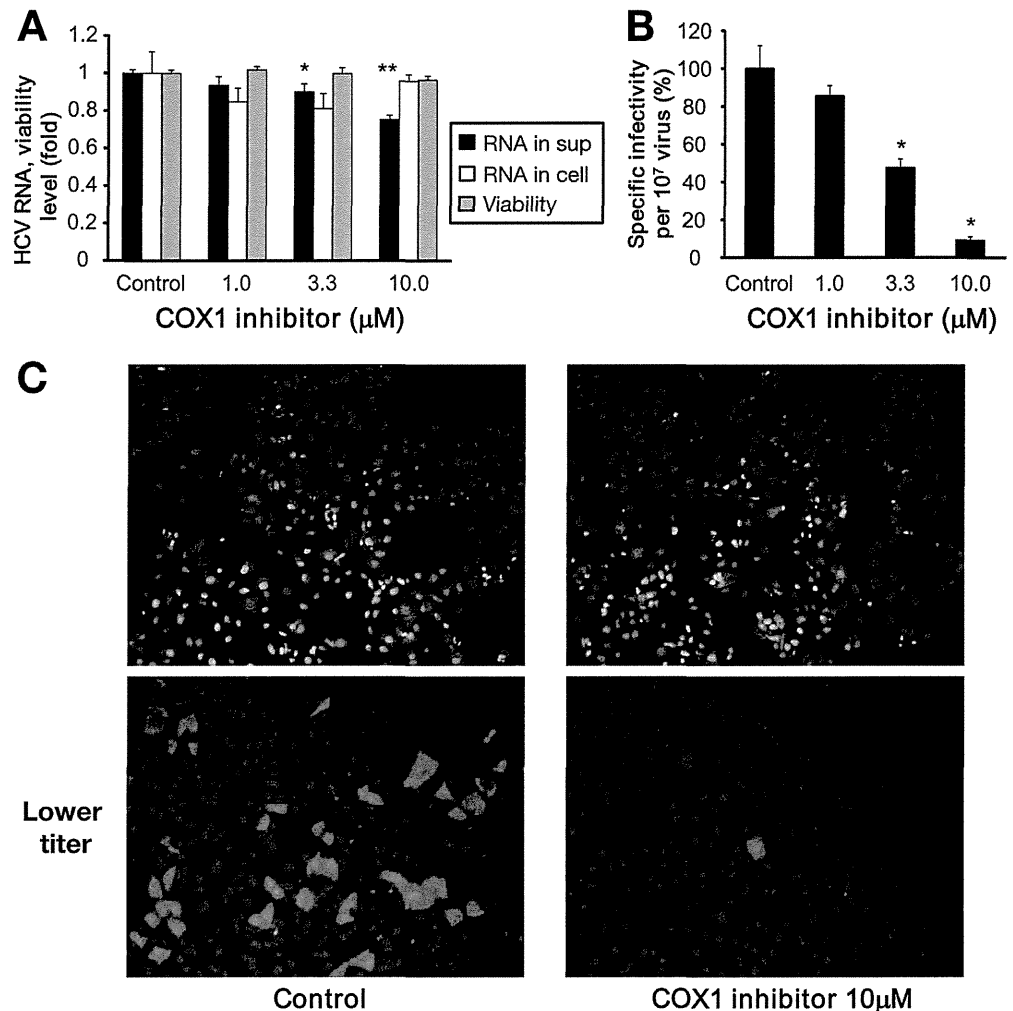 A
1.2
1
0.8
0.6
0.4
0.2
0
HCV RNA, viability
level (fold)
*
**
Control 1.0 3.3 10.0
COX1 inhibitor (μM)
RNA in sup
RNA in cell
Viability
B
120
100
80
60
40
20
0
Specific infectivity
per 10⁷ virus (%)
*
*
Control 1.0 3.3 10.0
COX1 inhibitor (μM)
C
Lower
titer
Control
COX1 inhibitor 10μM